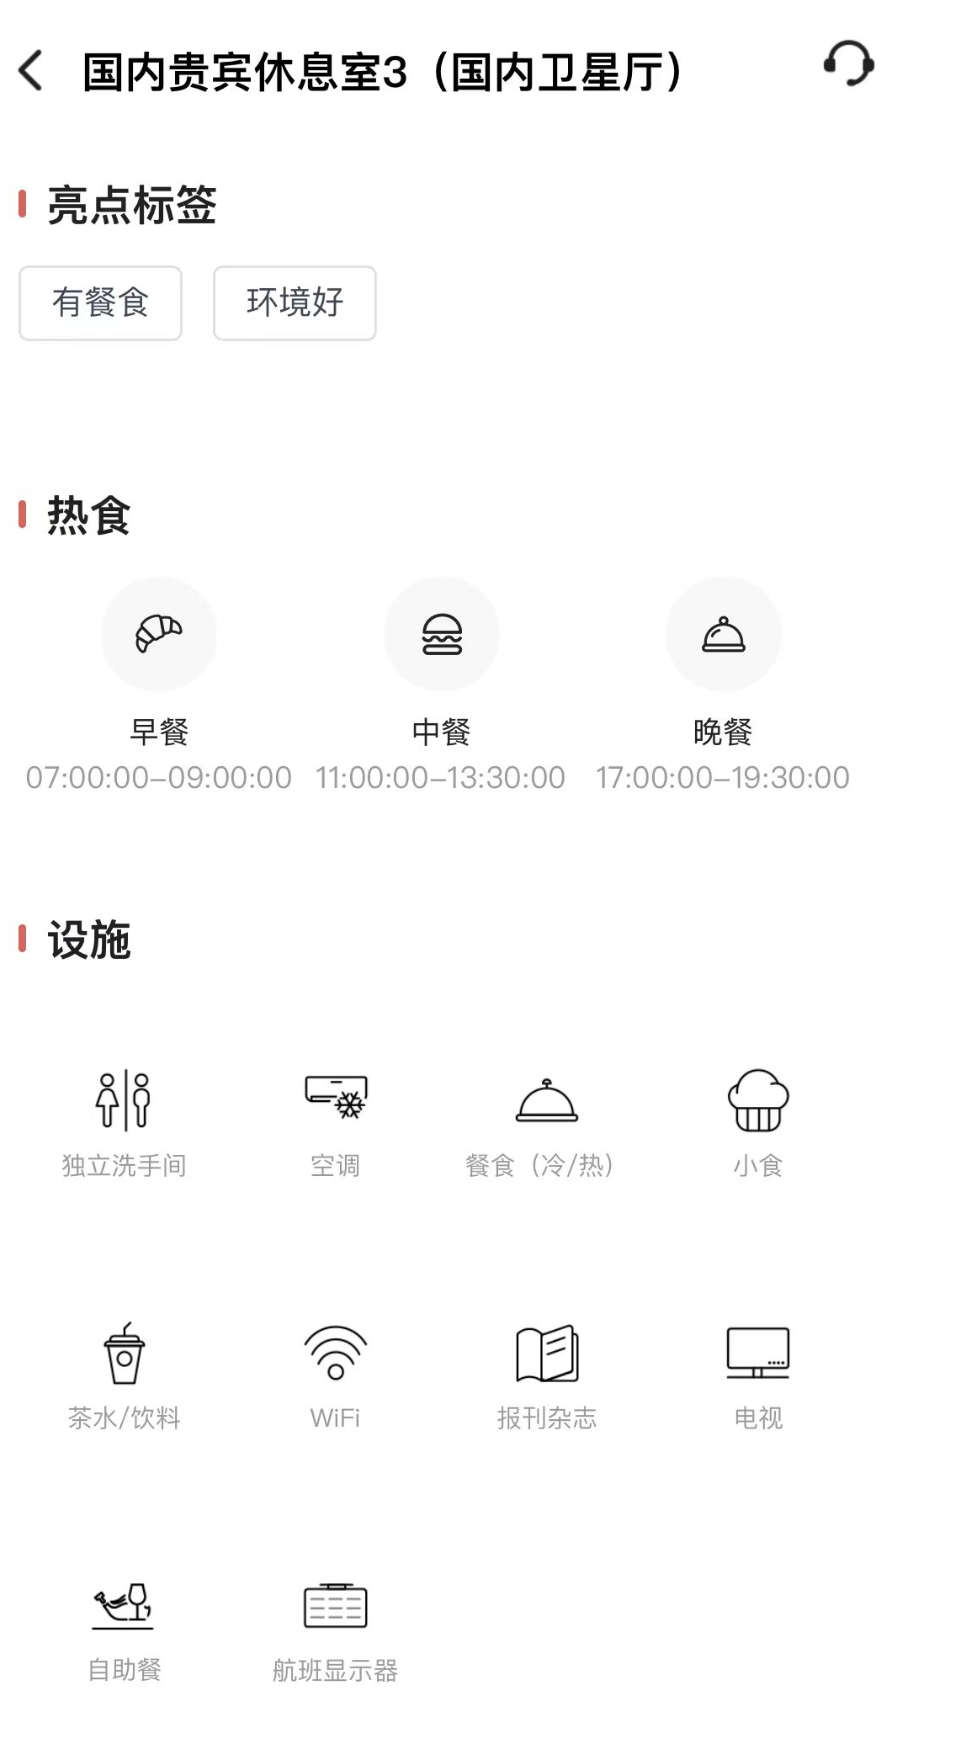 国内贵宾休息室3（国内卫星厅）
亮点标签
有餐食 环境好
热食
早餐 中餐 晚餐
07:00:00–09:00:00 11:00:00–13:30:00 17:00:00–19:30:00
设施
独立洗手间 空调 餐食（冷/热） 小食
茶水/饮料 WiFi 报刊杂志 电视
自助餐 航班显示器